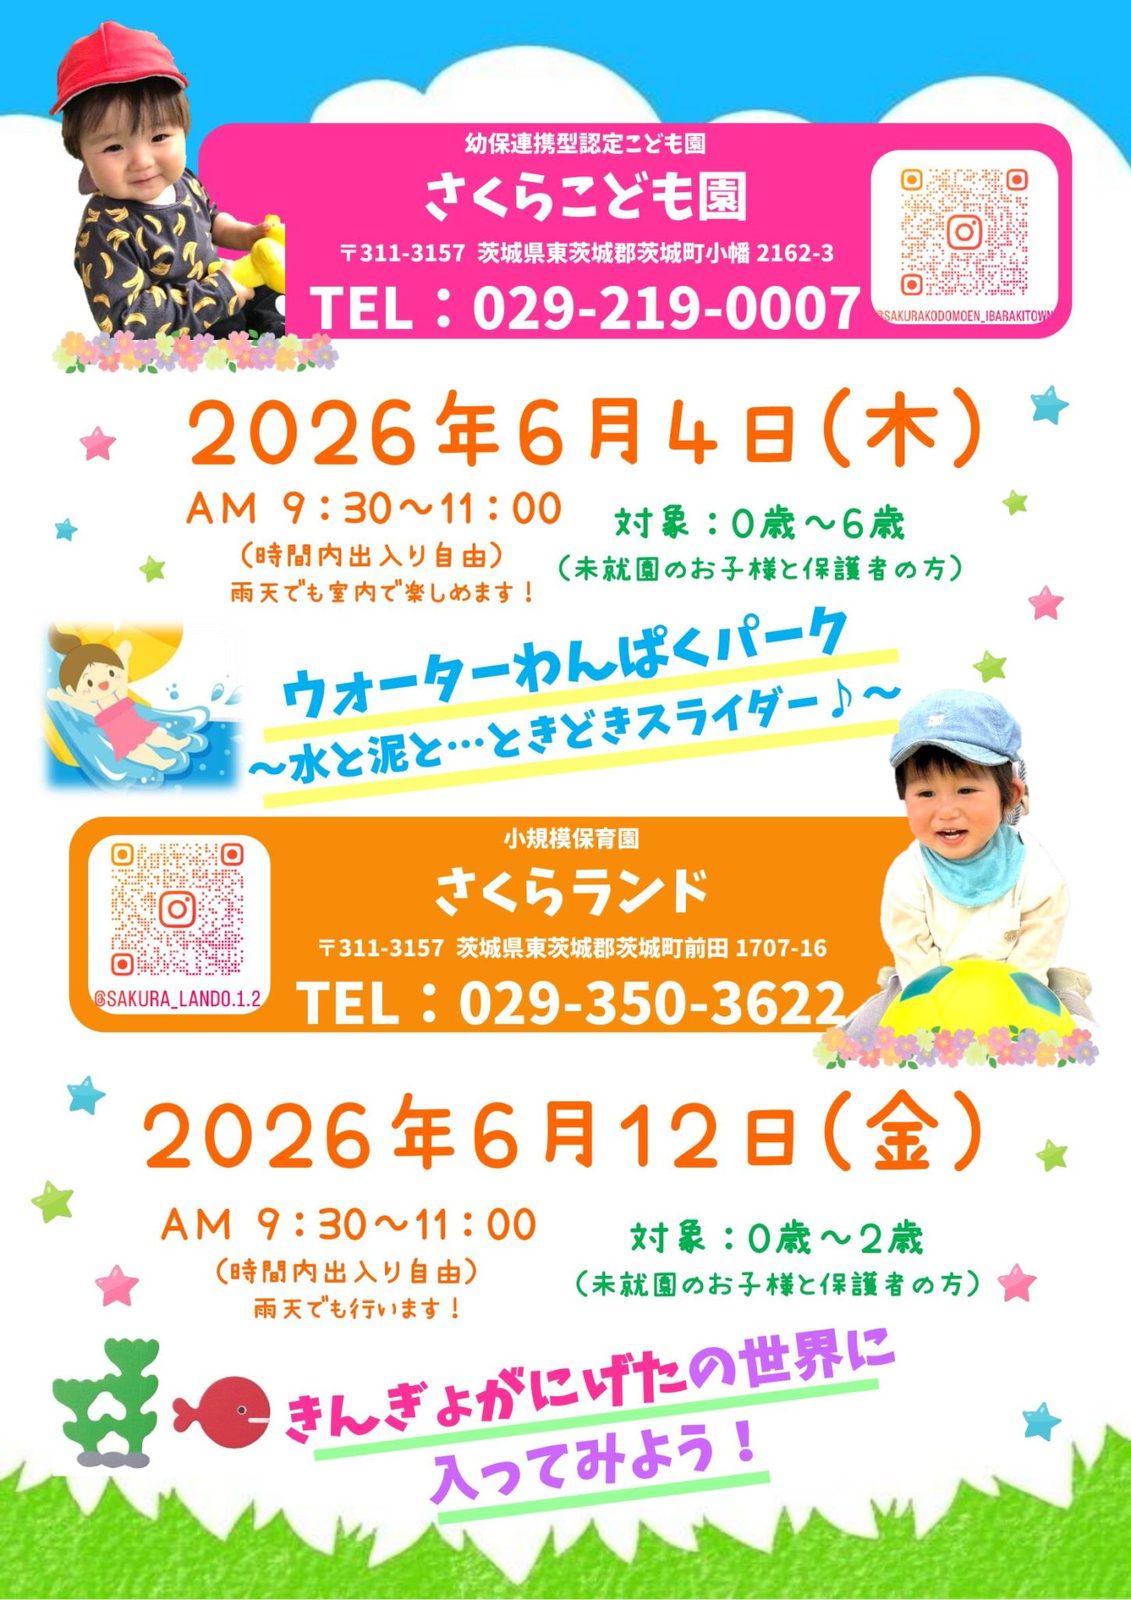 幼保連携型認定こども園
さくらこども園
〒311-3157 茨城県東茨城郡茨城町小幡 2162-3
TEL：029-219-0007
@SAKURAKODOMOEN_IBARAKITOWN
2026年6月4日(木)
AM 9：30～11：00
(時間内出入り自由)
雨天でも室内で楽しめます！
対象：0歳～6歳
(未就園のお子様と保護者の方)
ウォーターわんぱくパーク
～水と泥と…ときどきスライダー♪～
小規模保育園
さくらランド
〒311-3157 茨城県東茨城郡茨城町前田 1707-16
TEL：029-350-3622
@SAKURA_LAND0.1.2
2026年6月12日(金)
AM 9：30～11：00
(時間内出入り自由)
雨天でも行います！
対象：0歳～2歳
(未就園のお子様と保護者の方)
きんぎょがにげたの世界に
入ってみよう！